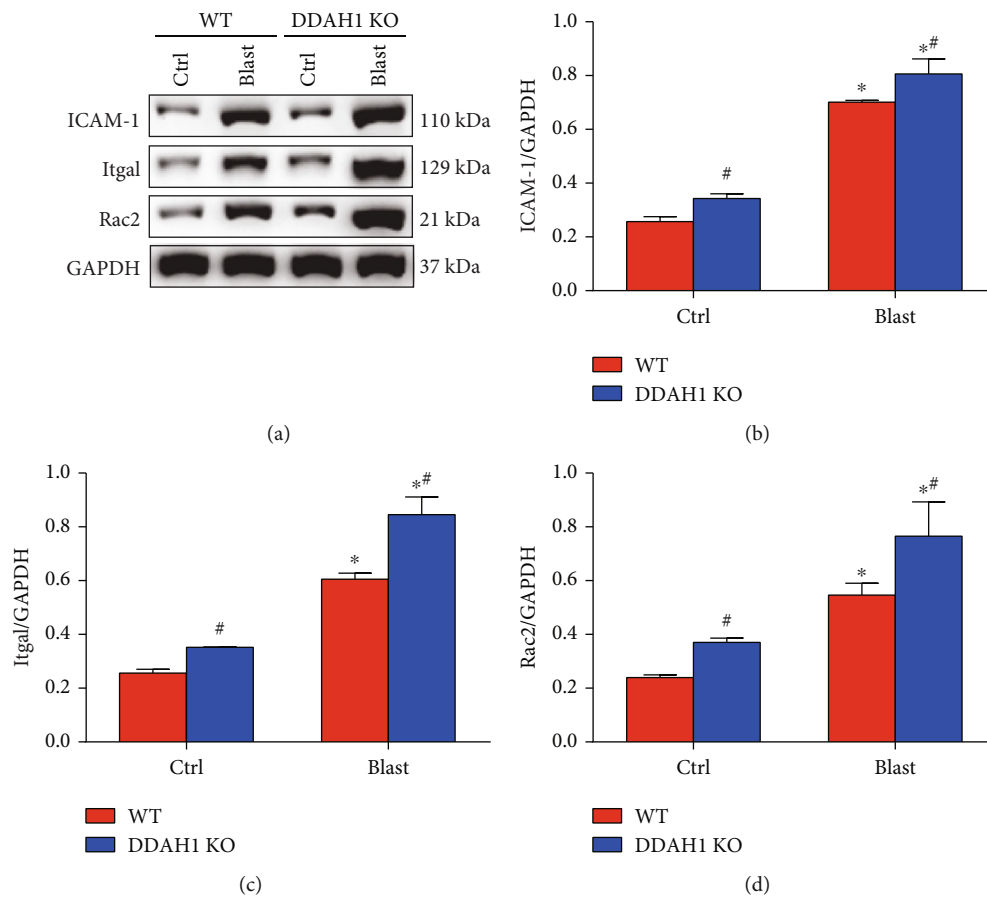 WT DDAH1 KO
Ctrl Blast Ctrl Blast
ICAM-1 110 kDa
Itgal 129 kDa
Rac2 21 kDa
GAPDH 37 kDa
(a)
ICAM-1/GAPDH
1.0
0.8
0.6
0.4
0.2
0.0
# * *#
Ctrl Blast
WT
DDAH1 KO
(b)
Itgal/GAPDH
1.0
0.8
0.6
0.4
0.2
0.0
# * *#
Ctrl Blast
WT
DDAH1 KO
(c)
Rac2/GAPDH
1.0
0.8
0.6
0.4
0.2
0.0
# * *#
Ctrl Blast
WT
DDAH1 KO
(d)